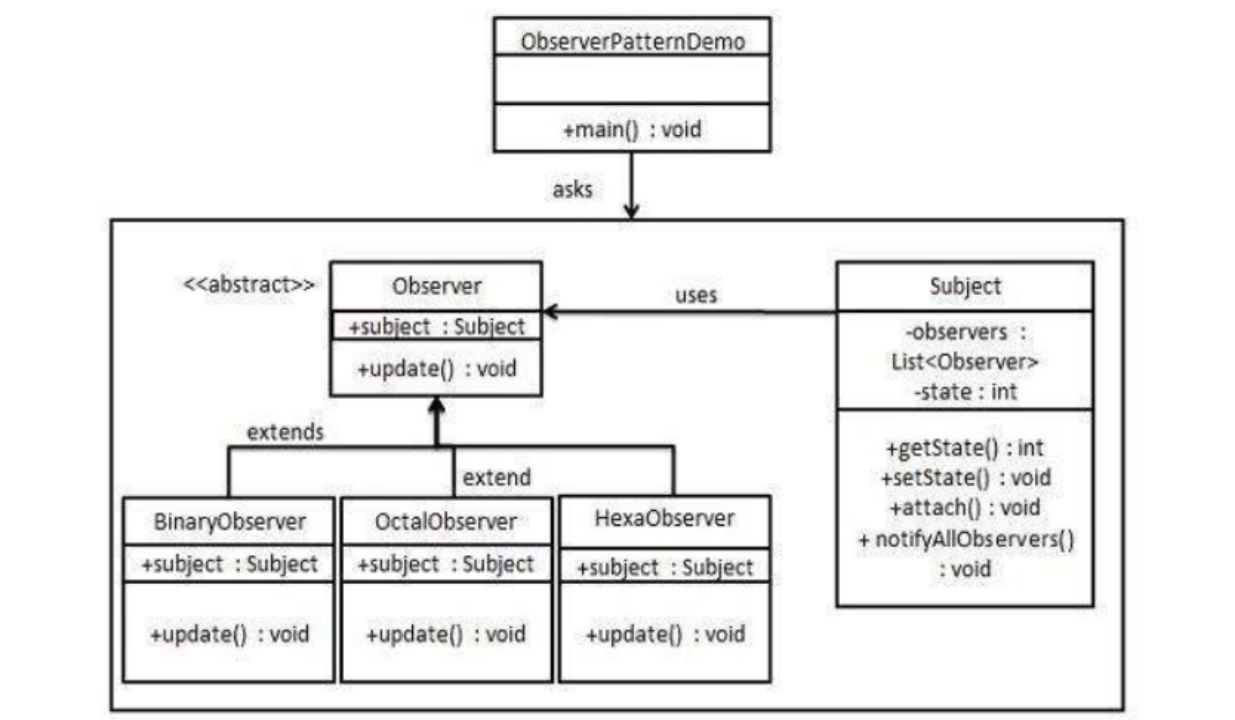 ObserverPatternDemo
+main() : void
asks
<<abstract>>
Observer
+subject : Subject
+update() : void
uses
Subject
-observers :
List<Observer>
-state : int
+getState() : int
+setState() : void
+attach() : void
+ notifyAllObservers()
: void
extends
extend
BinaryObserver
+subject : Subject
+update() : void
OctalObserver
+subject : Subject
+update() : void
HexaObserver
+subject : Subject
+update() : void